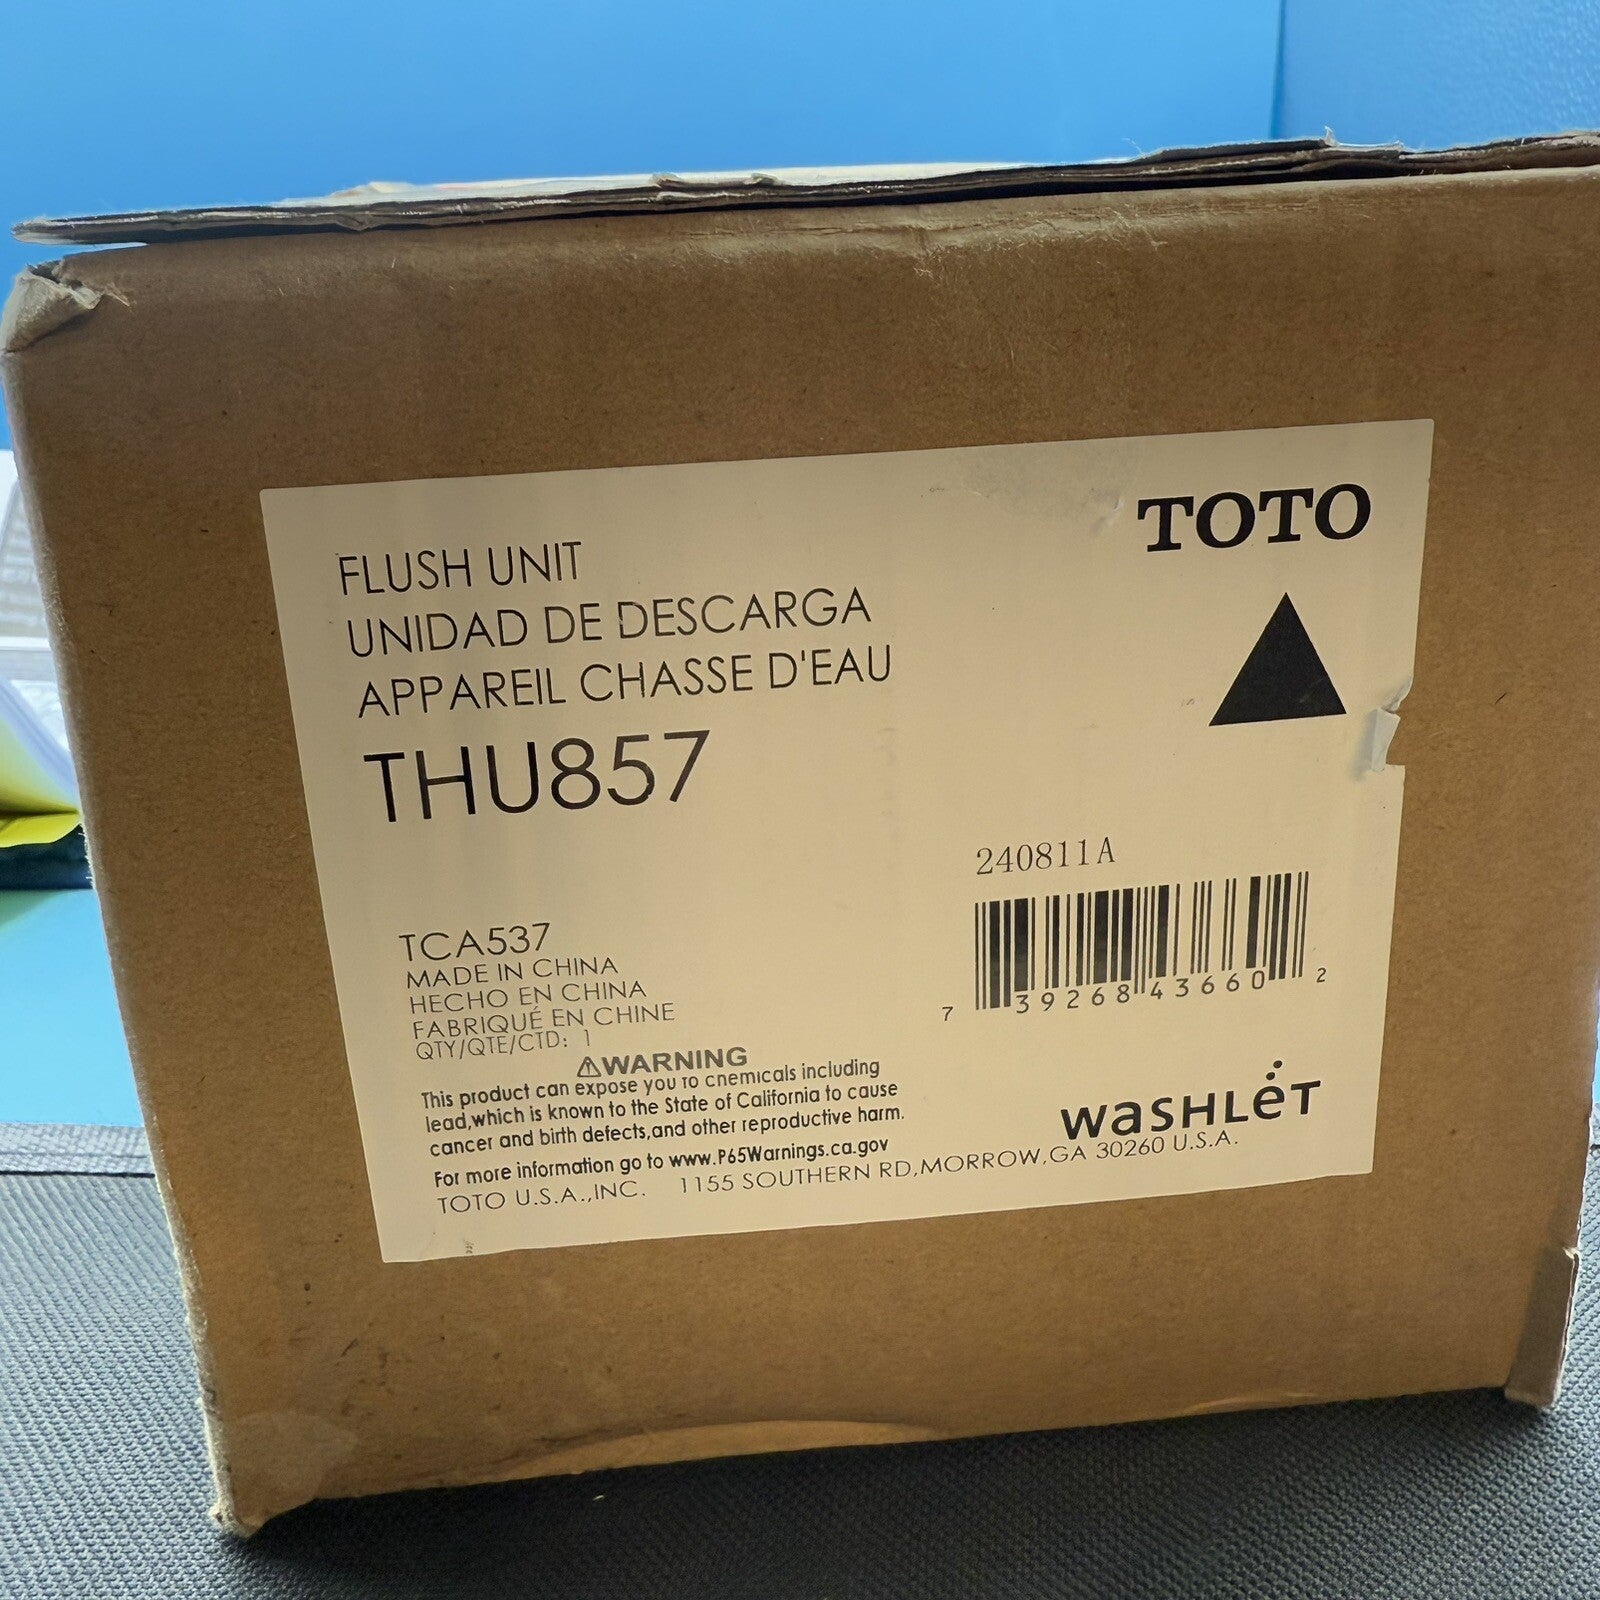 TOTO
FLUSH UNIT
UNIDAD DE DESCARGA
APPAREIL CHASSE D'EAU
THU857
240811A
7 39268 43660 2
TCA537
MADE IN CHINA
HECHO EN CHINA
FABRIQUÉ EN CHINE
QTY/QTE/CTD: 1
WARNING
This product can expose you to chemicals including
lead,which is known to the State of California to cause
cancer and birth defects,and other reproductive harm.
For more information go to www.P65Warnings.ca.gov
WASHLET
TOTO U.S.A.,INC. 1155 SOUTHERN RD,MORROW,GA 30260 U.S.A.